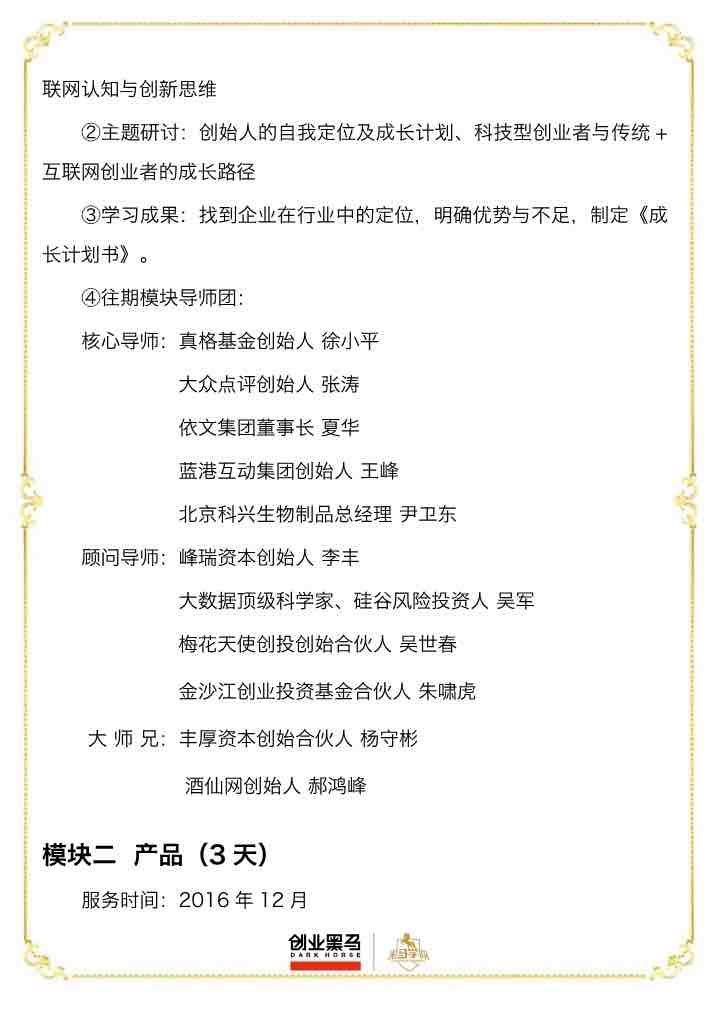 联网认知与创新思维
②主题研讨：创始人的自我定位及成长计划、科技型创业者与传统+
互联网创业者的成长路径
③学习成果：找到企业在行业中的定位，明确优势与不足，制定《成
长计划书》。
④往期模块导师团：
核心导师：真格基金创始人 徐小平
大众点评创始人 张涛
依文集团董事长 夏华
蓝港互动集团创始人 王峰
北京科兴生物制品总经理 尹卫东
顾问导师：峰瑞资本创始人 李丰
大数据顶级科学家、硅谷风险投资人 吴军
梅花天使创投创始合伙人 吴世春
金沙江创业投资基金合伙人 朱啸虎
大 师 兄：丰厚资本创始合伙人 杨守彬
酒仙网创始人 郝鸿峰
模块二 产品（3 天）
服务时间：2016 年 12 月
创业黑马
DARK HORSE
黑马学院